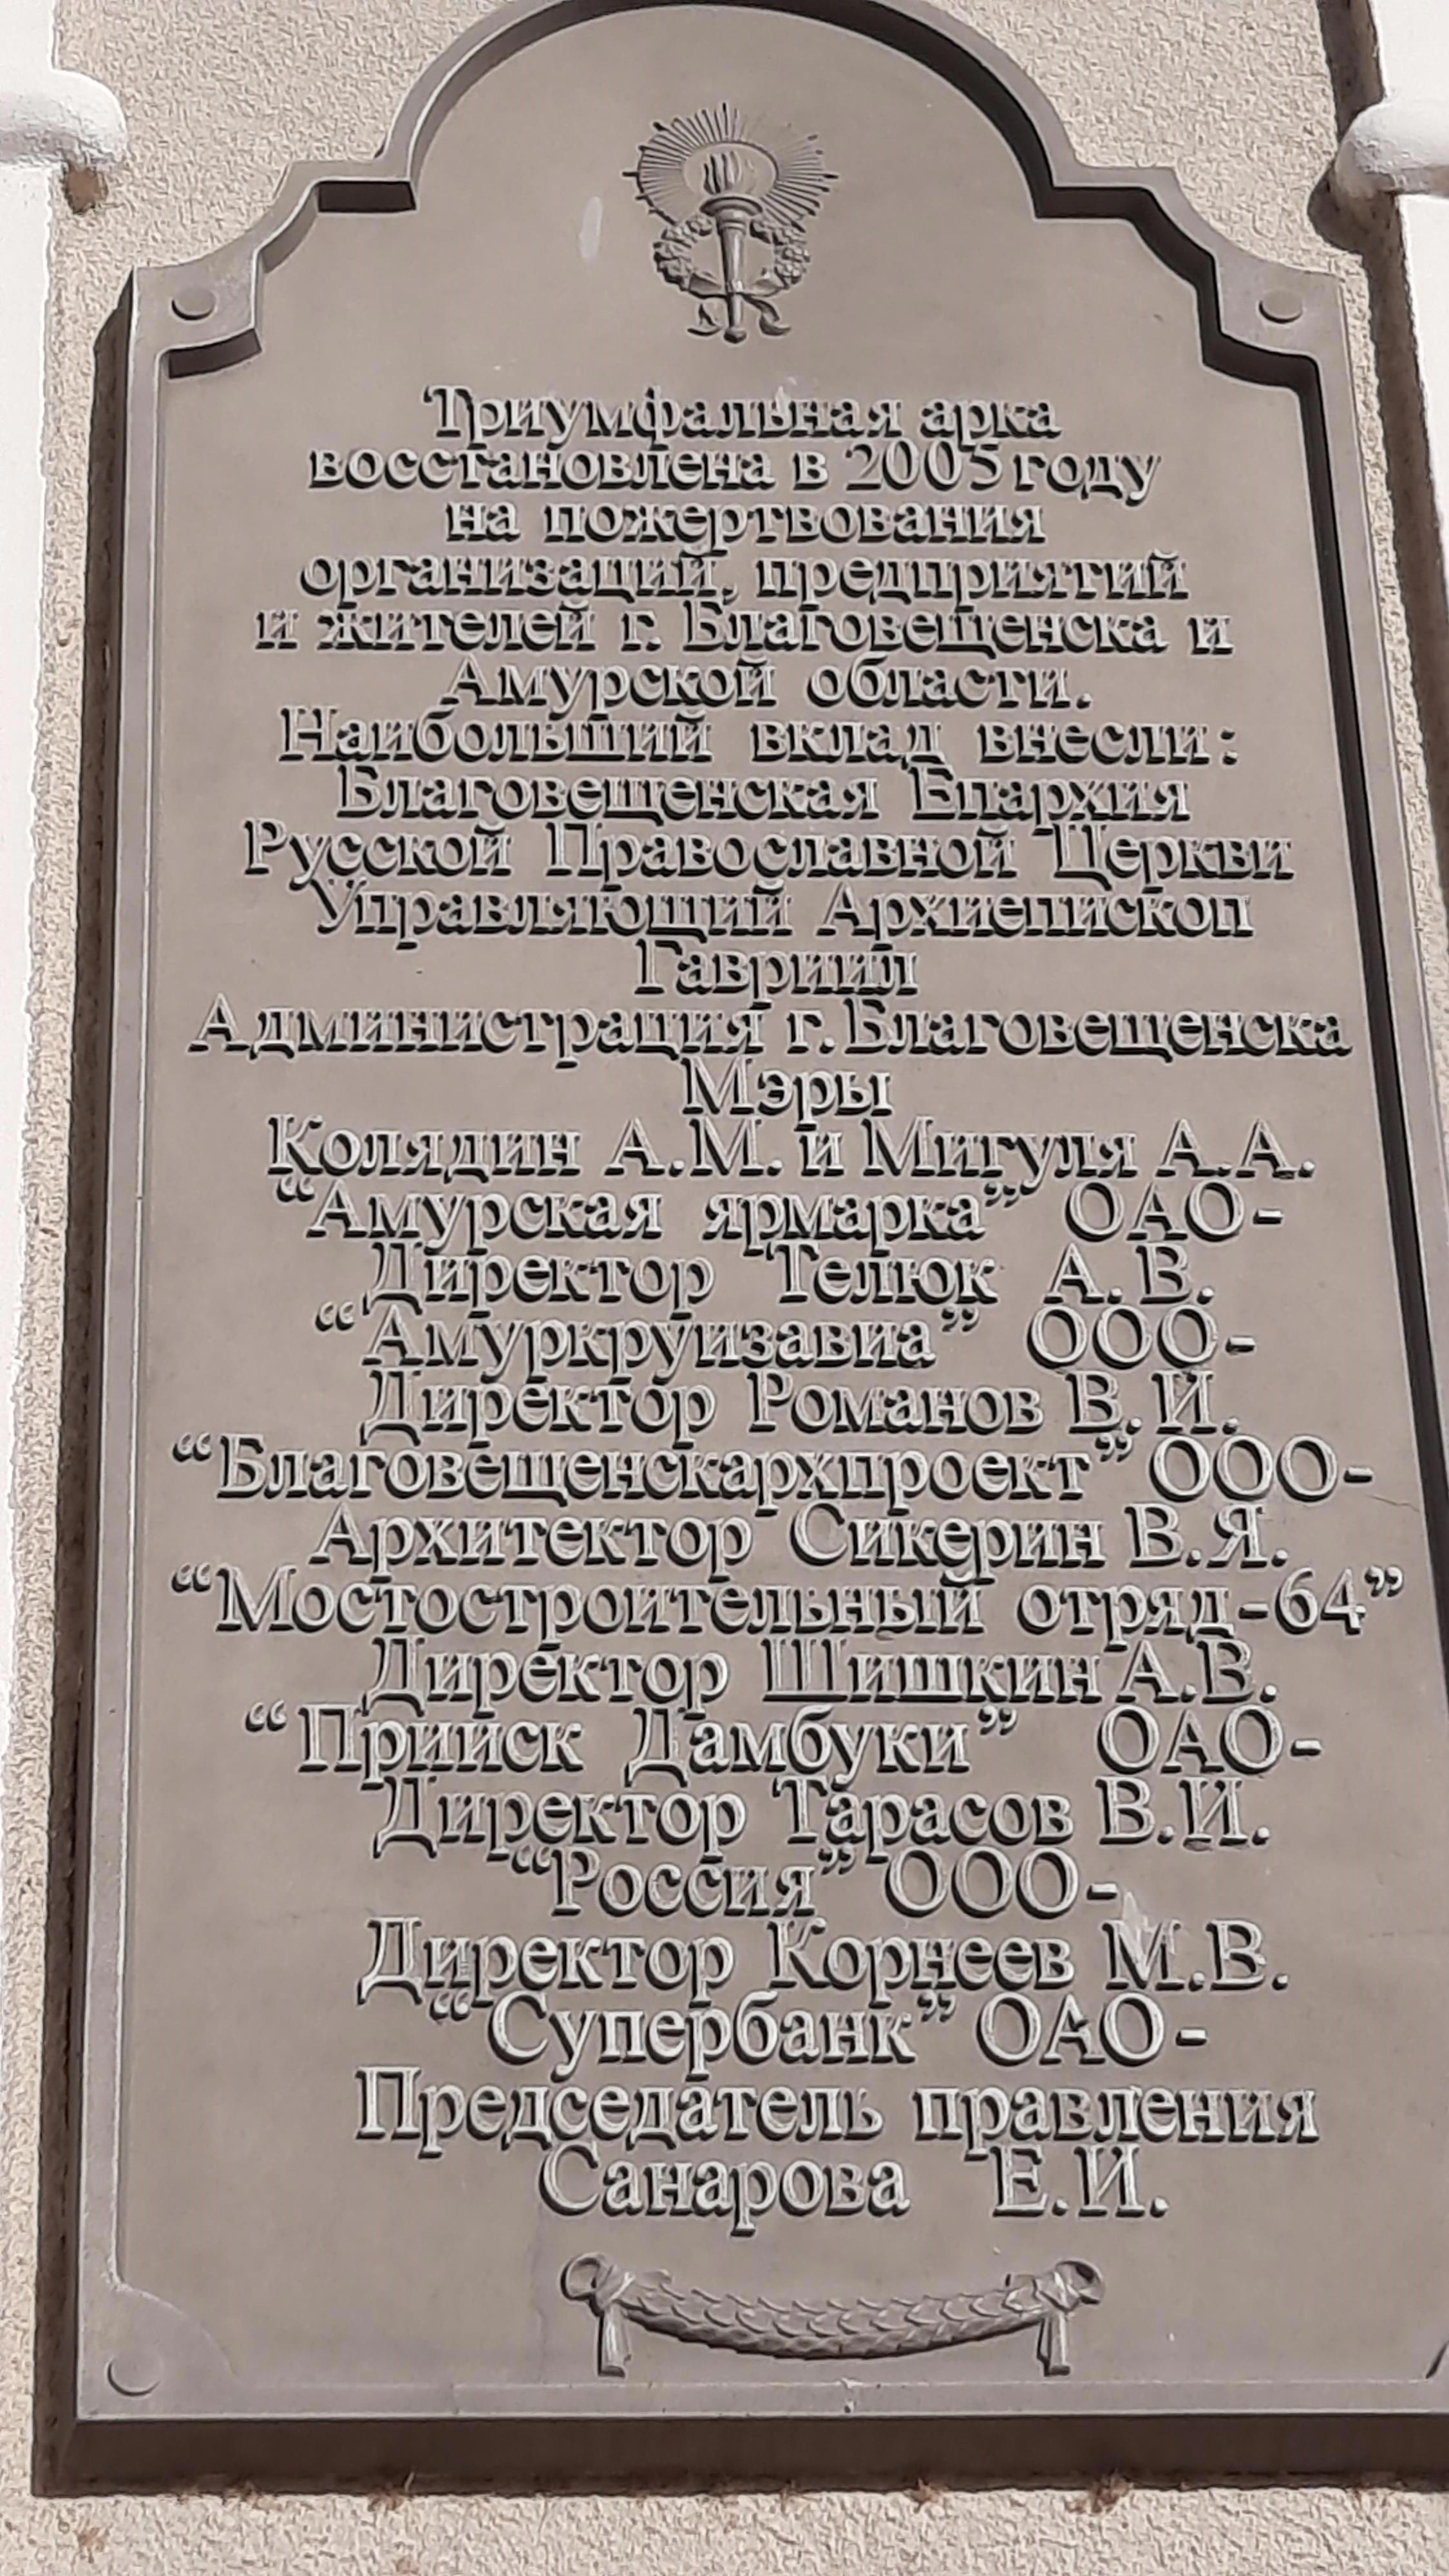 Триумфальная арка
восстановлена в 2005 году
на пожертвования
организаций, предприятий
и жителей г. Благовещенска и
Амурской области.
Наибольший вклад внесли:
Благовещенская Епархия
Русской Православной Церкви
Управляющий Архиепископ
Гавриил
Администрация г. Благовещенска
Мэры
Колядин А.М. и Мигуля А.А.
“Амурская ярмарка” ОАО-
Директор Телюк А.В.
“Амуркруизавиа” ООО-
Директор Романов В.И.
“Благовещенскархпроект” ООО-
Архитектор Сикерин В.Я.
“Мостостроительный отряд-64”
Директор Шишкин А.В.
“Прииск Дамбуки” ОАО-
Директор Тарасов В.И.
“Россия” ООО-
Директор Корнеев М.В.
“Супербанк” ОАО-
Председатель правления
Санарова Е.И.